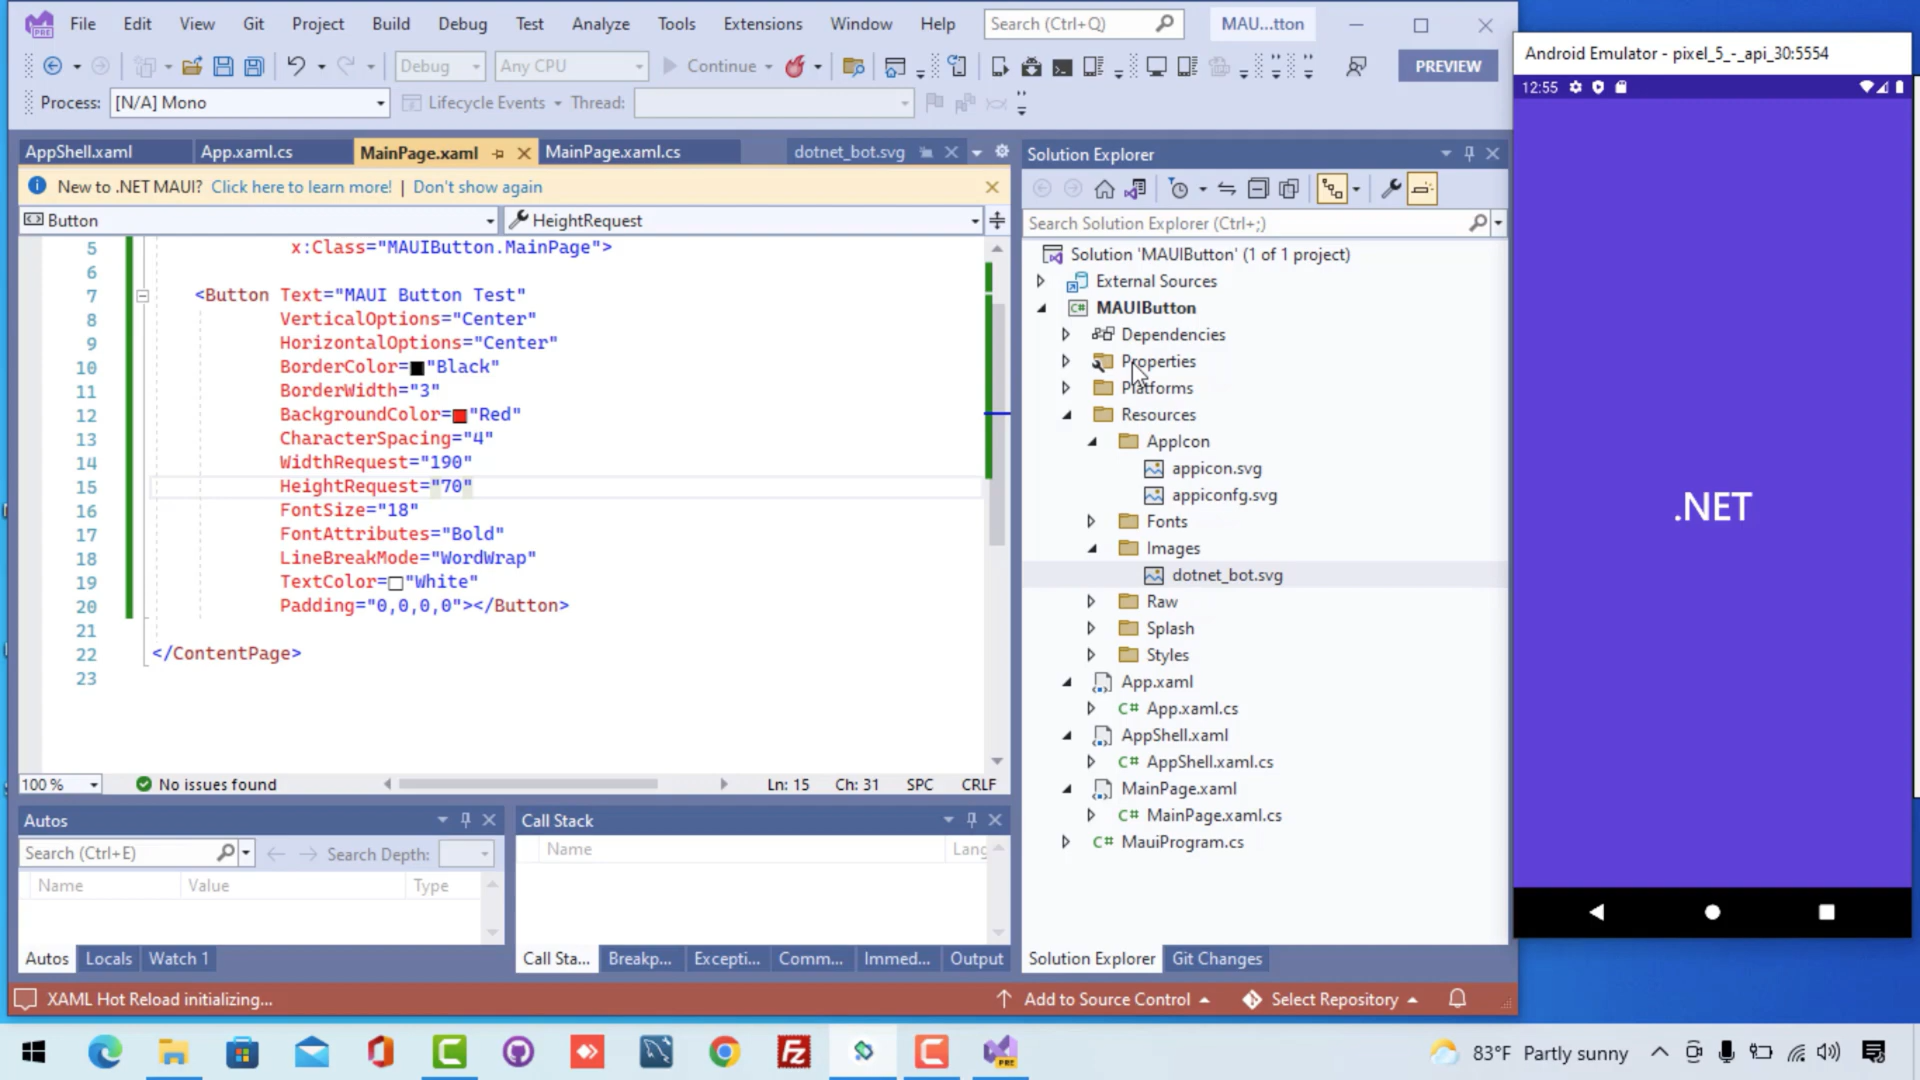 File Edit View Git Project Build Debug Test Analyze Tools Extensions Window Help Search (Ctrl+Q) MAU...tton
Debug Any CPU Continue PREVIEW
Process: [N/A] Mono Lifecycle Events Thread:
AppShell.xaml App.xaml.cs MainPage.xaml MainPage.xaml.cs dotnet_bot.svg
New to .NET MAUI? Click here to learn more! | Don't show again
Button HeightRequest
5 x:Class="MAUIButton.MainPage">
6
7 <Button Text="MAUI Button Test"
8 VerticalOptions="Center"
9 HorizontalOptions="Center"
10 BorderColor="Black"
11 BorderWidth="3"
12 BackgroundColor="Red"
13 CharacterSpacing="4"
14 WidthRequest="190"
15 HeightRequest="70"
16 FontSize="18"
17 FontAttributes="Bold"
18 LineBreakMode="WordWrap"
19 TextColor="White"
20 Padding="0,0,0,0"></Button>
21
22 </ContentPage>
23
100 % No issues found Ln: 15 Ch: 31 SPC CRLF
Autos
Search (Ctrl+E) Search Depth:
Name Value Type
Autos Locals Watch 1
Call Stack
Name Lang
Call Sta... Breakp... Excepti... Comm... Immed... Output
Solution Explorer
Search Solution Explorer (Ctrl+;)
Solution 'MAUIButton' (1 of 1 project)
External Sources
C# MAUIButton
Dependencies
Properties
Platforms
Resources
AppIcon
appicon.svg
appiconfg.svg
Fonts
Images
dotnet_bot.svg
Raw
Splash
Styles
App.xaml
C# App.xaml.cs
AppShell.xaml
C# AppShell.xaml.cs
MainPage.xaml
C# MainPage.xaml.cs
C# MauiProgram.cs
Solution Explorer Git Changes
XAML Hot Reload initializing... Add to Source Control Select Repository
Android Emulator - pixel_5_-_api_30:5554
12:55
.NET
PRE
PRE
83°F Partly sunny